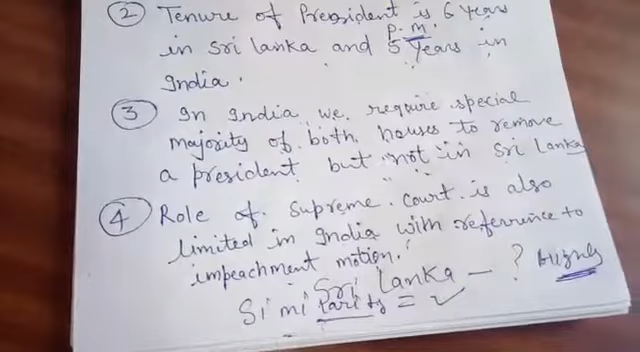 ② Tenure of President is 6 years
P.M.
in Sri lanka and 5 years in
India.
③ In India, we require special
majority of both houses to remove
a president but not in Sri Lanka
④ Role of Supreme court is also
limited in India with reference to
impeachment motion.
Sri Lanka - ?
Similarity = ✓